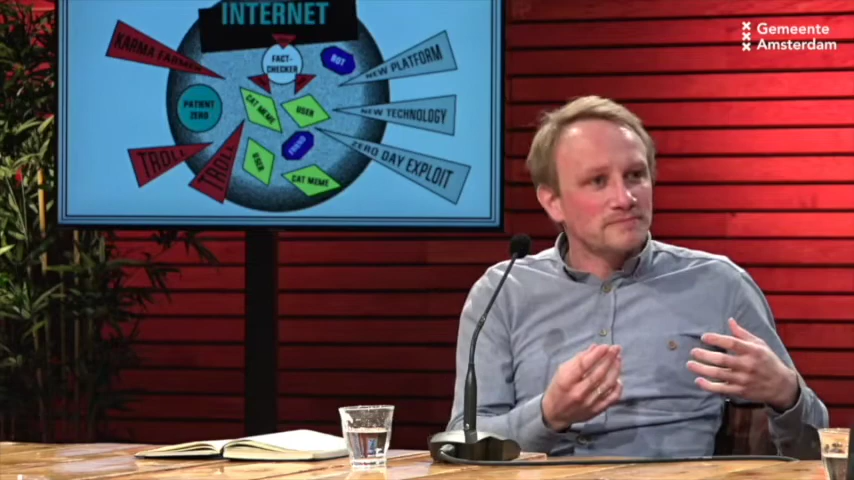 INTERNET
KARMA FARMER
FACT-
CHECKER
BOT
NEW PLATFORM
PATIENT
ZERO
CAT MEME
USER
NEW TECHNOLOGY
TROLL
TROLL
USER
ZERO DAY EXPLOIT
CAT MEME
Gemeente
Amsterdam